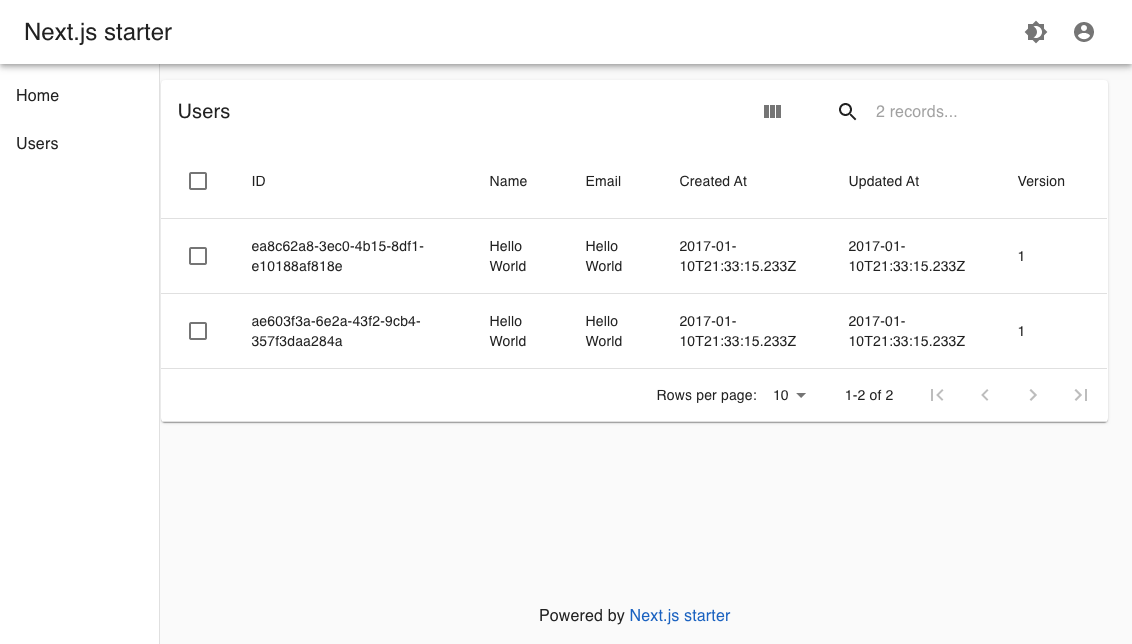 Next.js starter
Home
Users
Users
2 records...
ID Name Email Created At Updated At Version
ea8c62a8-3ec0-4b15-8df1- Hello Hello 2017-01- 2017-01-
e10188af818e World World 10T21:33:15.233Z 10T21:33:15.233Z 1
ae603f3a-6e2a-43f2-9cb4- Hello Hello 2017-01- 2017-01-
357f3daa284a World World 10T21:33:15.233Z 10T21:33:15.233Z 1
Rows per page: 10 1-2 of 2
Powered by Next.js starter